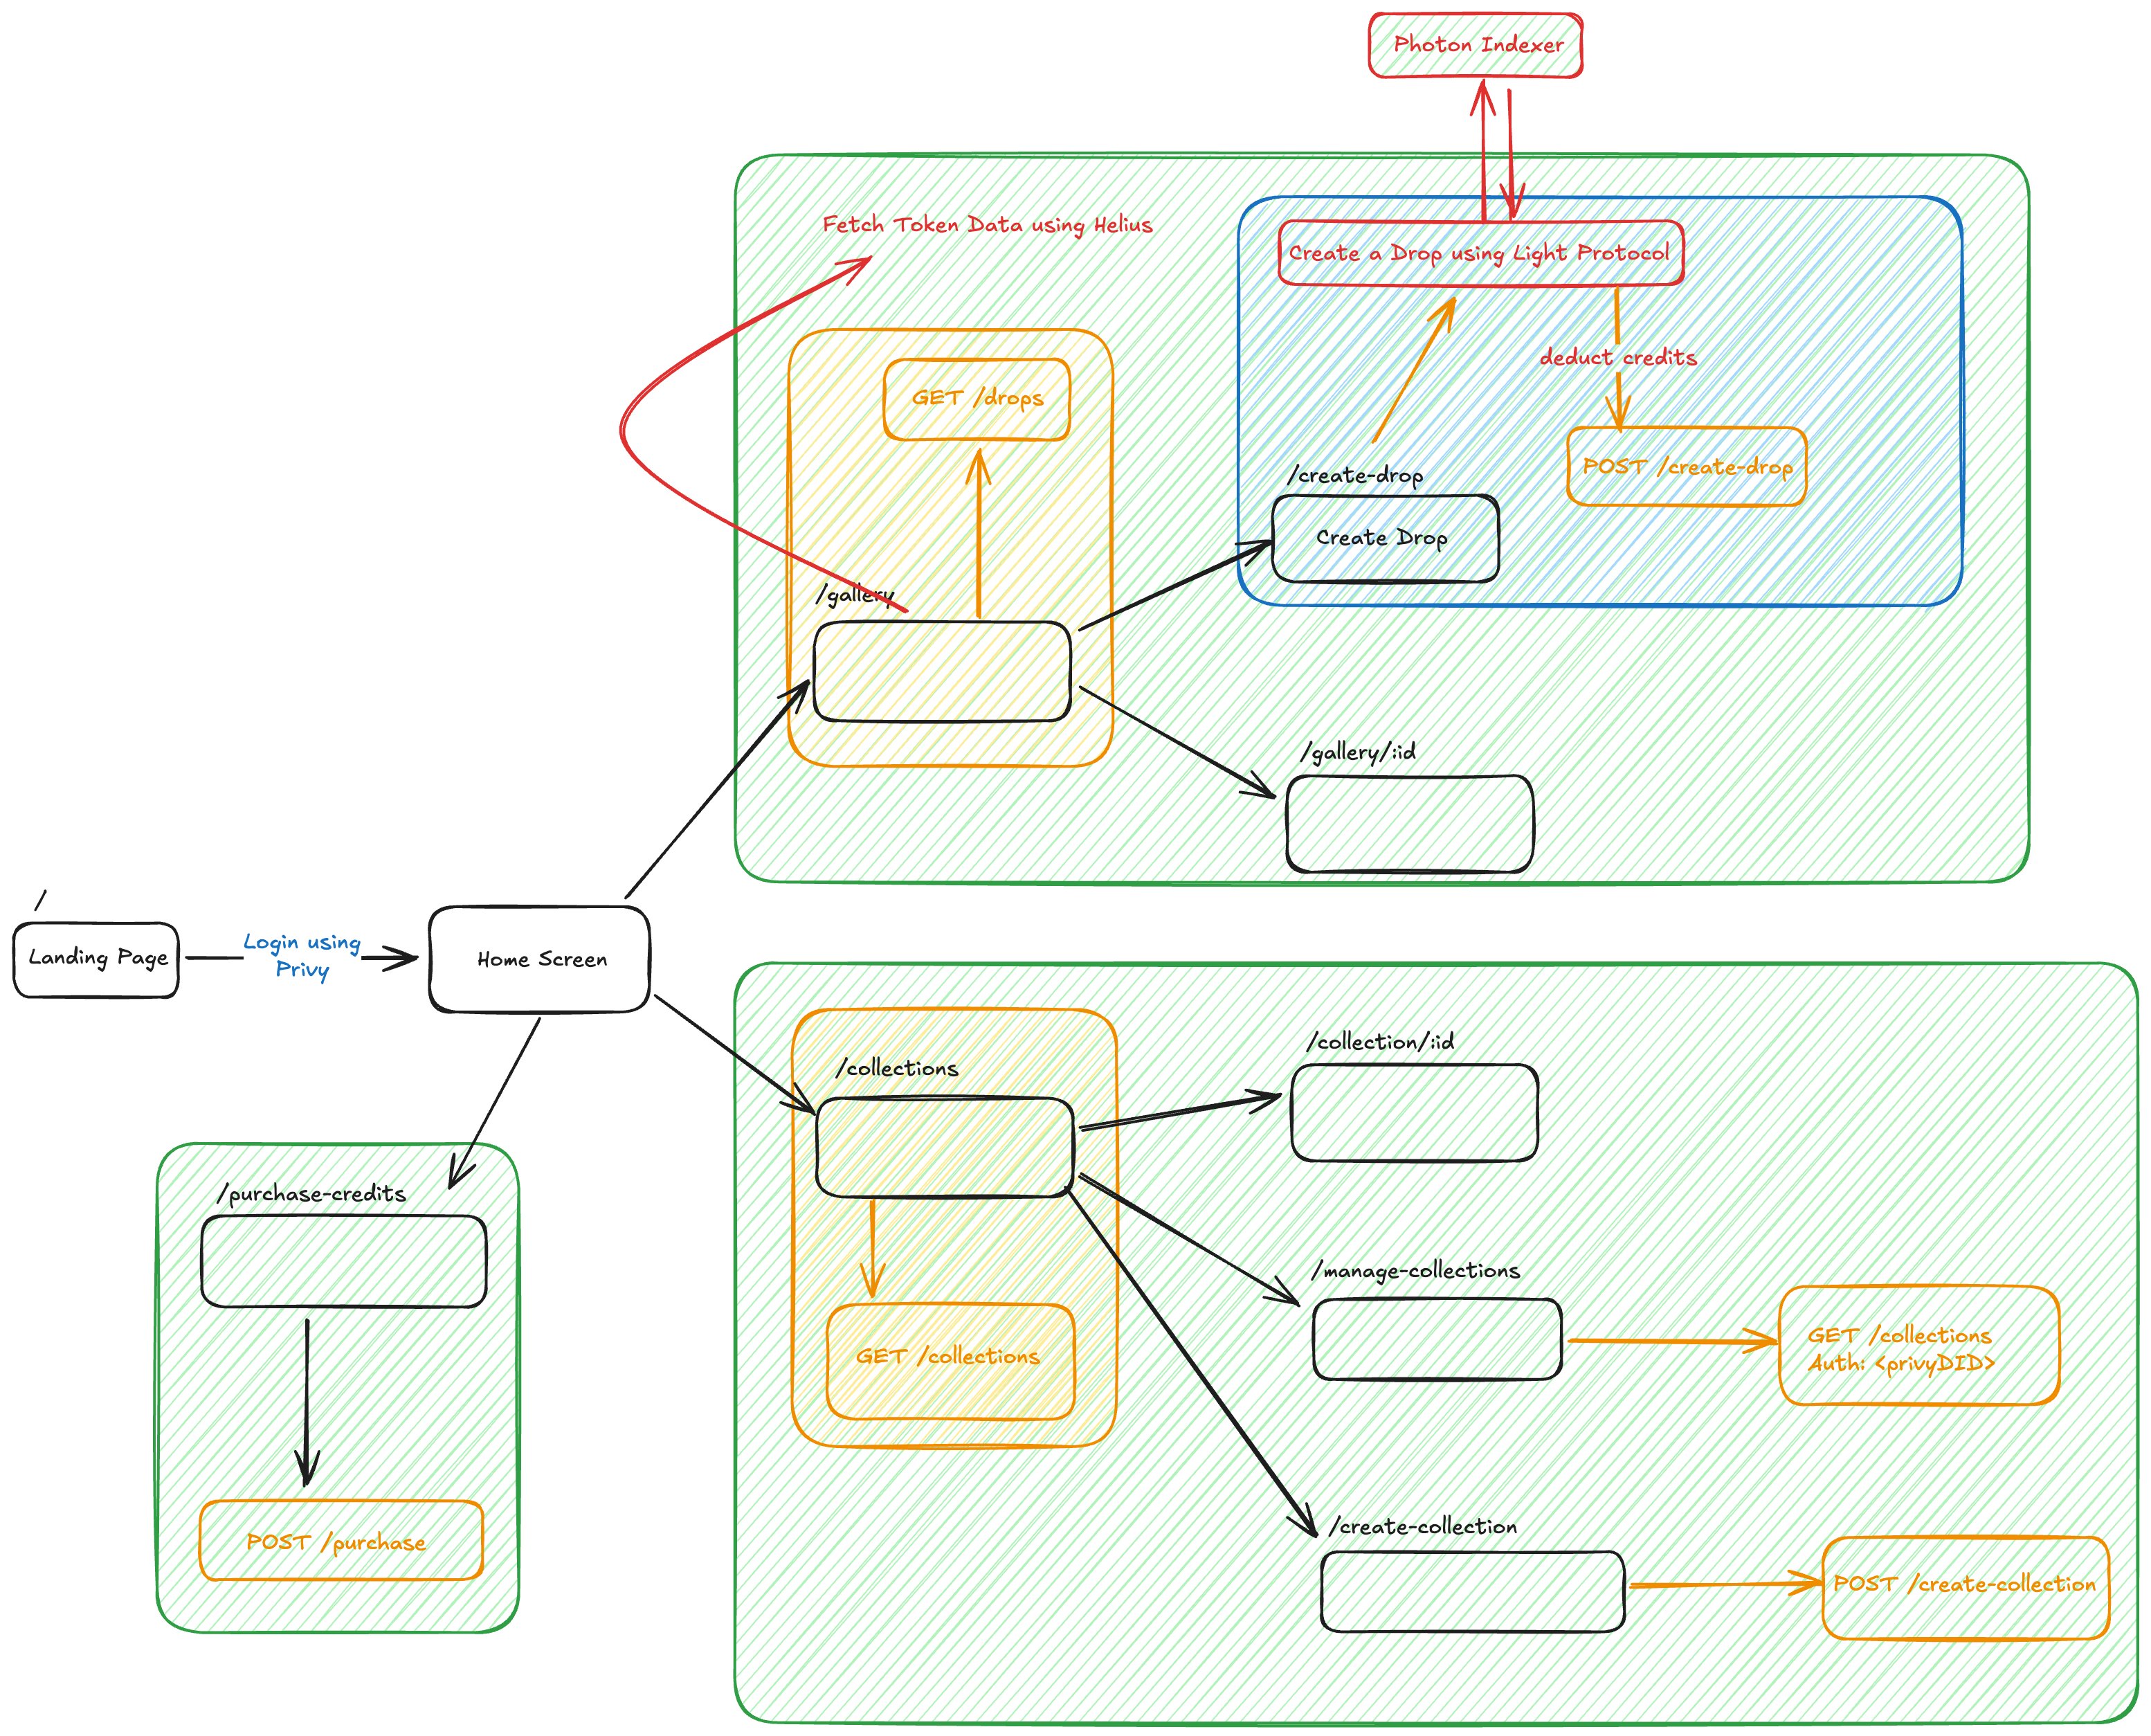 Photon Indexer
Fetch Token Data using Helius
Create a Drop using Light Protocol
deduct credits
GET /drops
POST /create-drop
/create-drop
Create Drop
/gallery
/gallery/:id
/
Landing Page
Login using
Privy
Home Screen
/collections
GET /collections
/collection/:id
/manage-collections
GET /collections
Auth: <privyDID>
/create-collection
POST /create-collection
/purchase-credits
POST /purchase